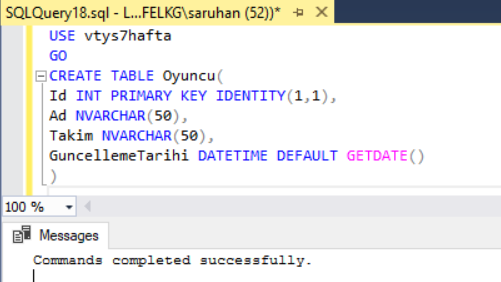 SQLQuery18.sql - L...FELKG\saruhan (52))*
USE vtys7hafta
GO
CREATE TABLE Oyuncu(
Id INT PRIMARY KEY IDENTITY(1,1),
Ad NVARCHAR(50),
Takim NVARCHAR(50),
GuncellemeTarihi DATETIME DEFAULT GETDATE()
)
100 %
Messages
Commands completed successfully.